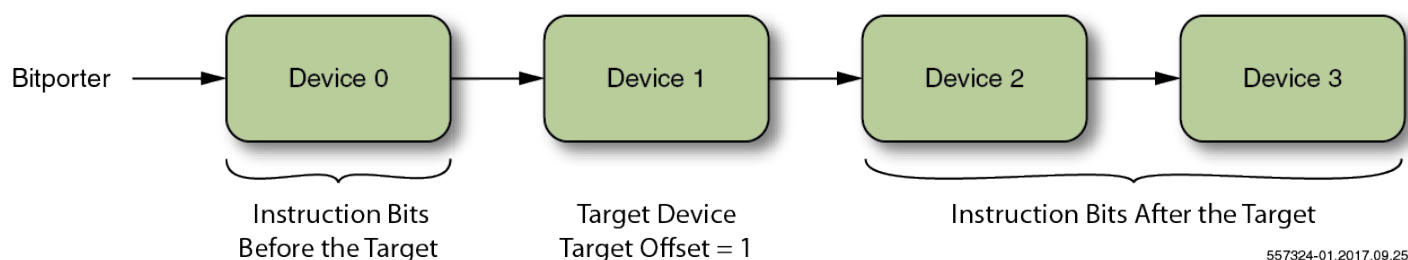 Bitporter
Device 0
Device 1
Device 2
Device 3
Instruction Bits
Before the Target
Target Device
Target Offset = 1
Instruction Bits After the Target
557324-01.2017.09.25